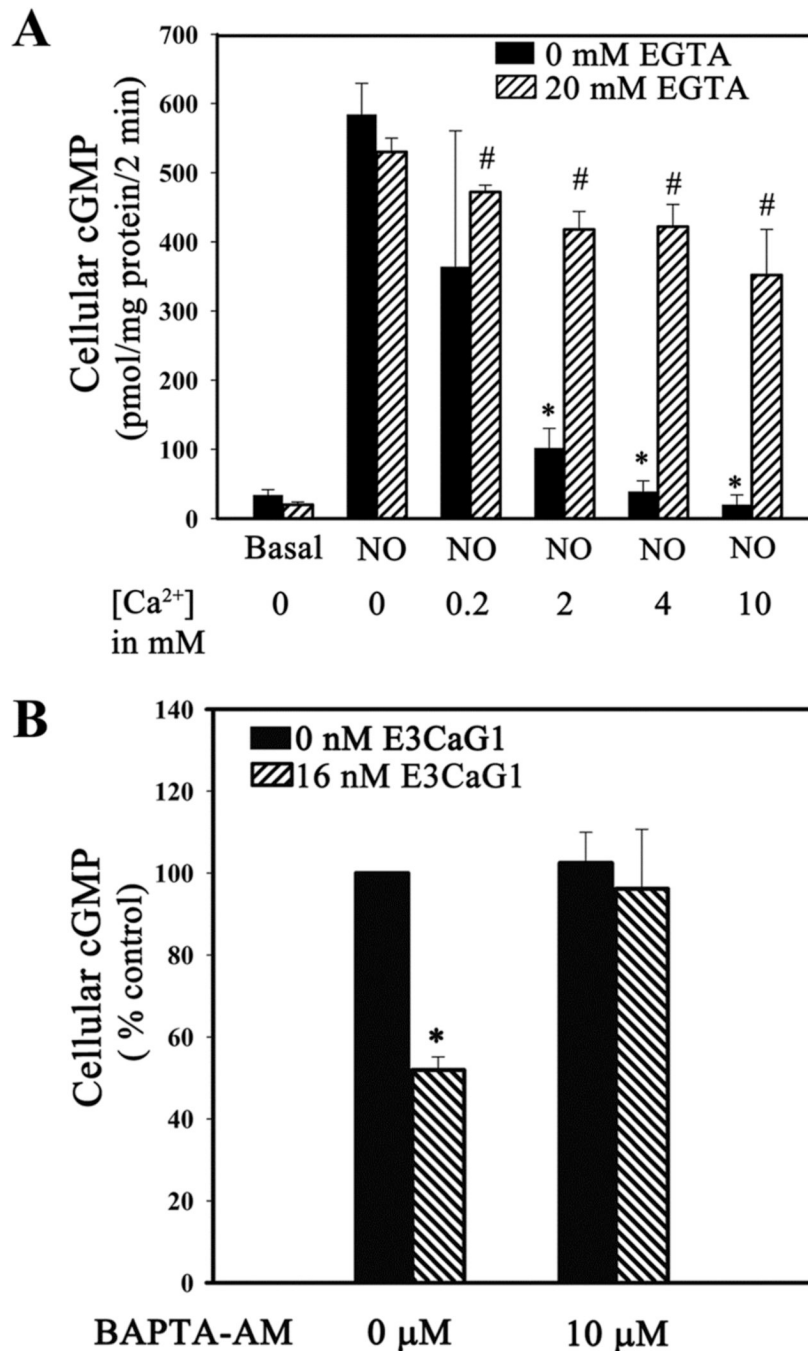 A
700
600
500
400
300
200
100
0
Cellular cGMP
(pmol/mg protein/2 min)
0 mM EGTA
20 mM EGTA
# # # #
* * *
Basal NO NO NO NO NO
[Ca²⁺] 0 0 0.2 2 4 10
in mM
B
140
120
100
80
60
40
20
0
Cellular cGMP
( % control)
0 nM E3CaG1
16 nM E3CaG1
*
BAPTA-AM 0 μM 10 μM